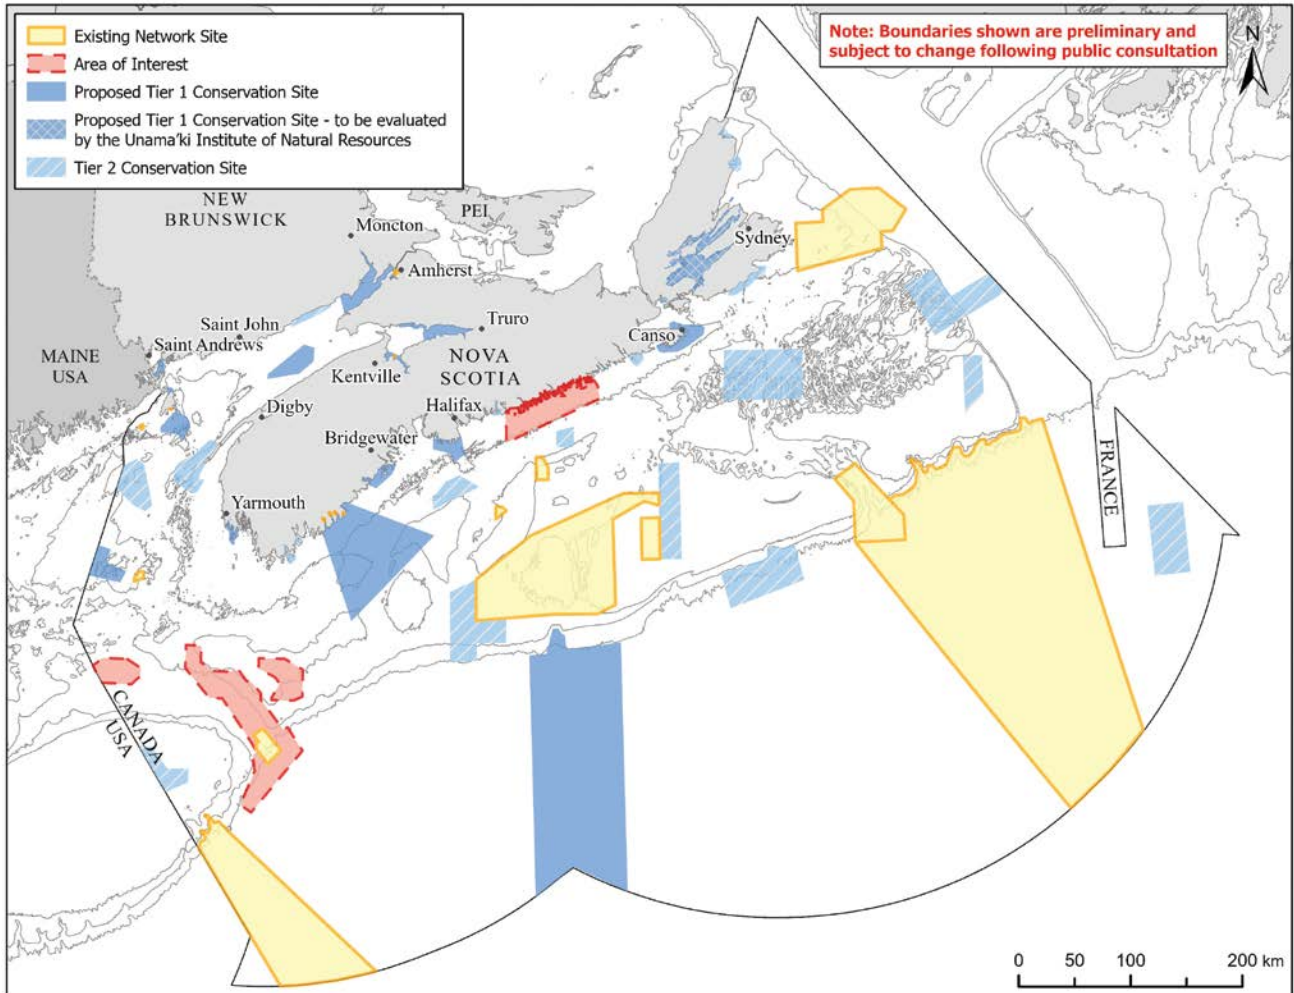 Existing Network Site
Area of Interest
Proposed Tier 1 Conservation Site
Proposed Tier 1 Conservation Site - to be evaluated
by the Unama'ki Institute of Natural Resources
Tier 2 Conservation Site
Note: Boundaries shown are preliminary and
subject to change following public consultation
N
NEW
BRUNSWICK
PEI
Moncton
Sydney
Amherst
Saint John
Truro
Canso
Saint Andrews
MAINE
USA
NOVA
SCOTIA
Kentville
Digby
Halifax
Bridgewater
FRANCE
Yarmouth
CANADA
USA
0 50 100 200 km